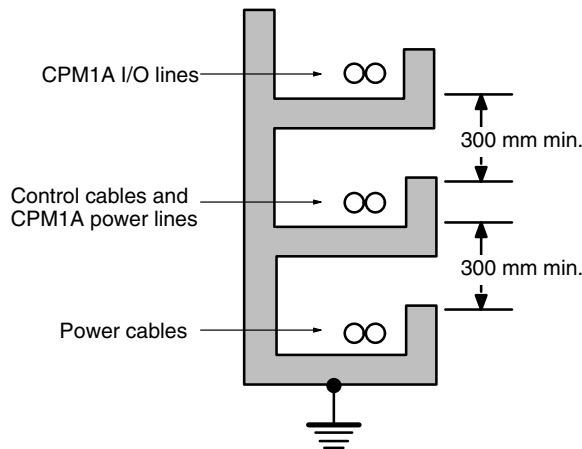 CPM1A I/O lines
300 mm min.
Control cables and
CPM1A power lines
300 mm min.
Power cables